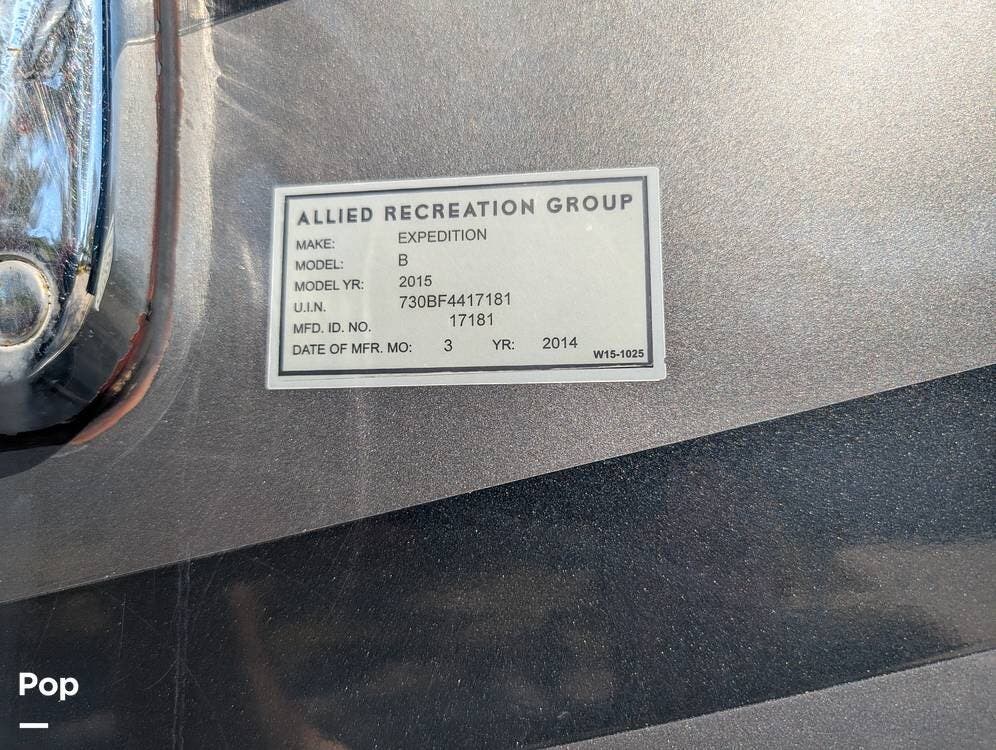 ALLIED RECREATION GROUP
MAKE: EXPEDITION
MODEL: B
MODEL YR: 2015
U.I.N. 730BF4417181
MFD. ID. NO. 17181
DATE OF MFR. MO: 3 YR: 2014
W15-1025
Pop